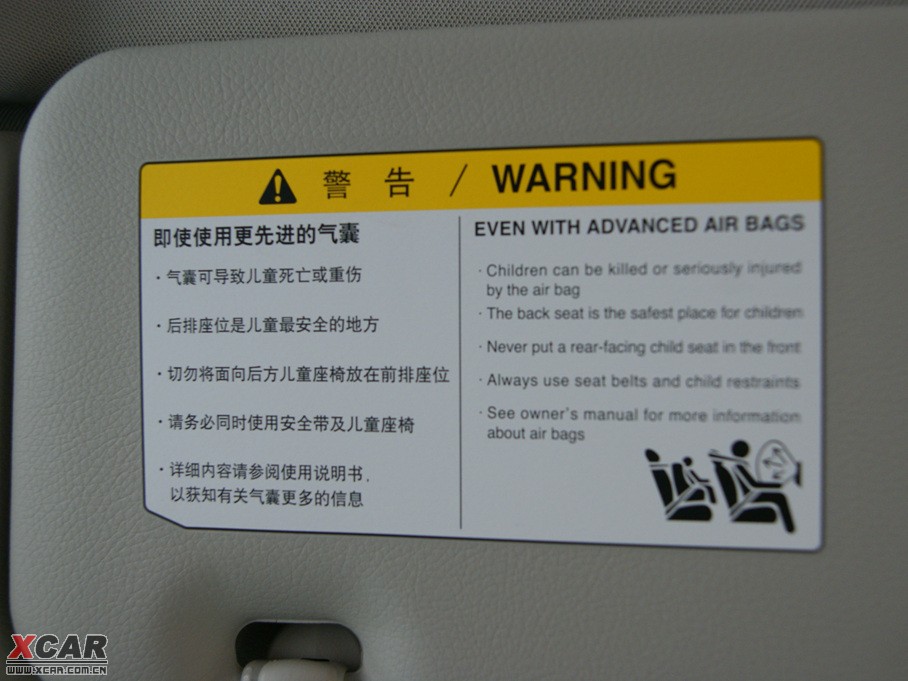 警 告 / WARNING
即使使用更先进的气囊
· 气囊可导致儿童死亡或重伤
· 后排座位是儿童最安全的地方
· 切勿将面向后方儿童座椅放在前排座位
· 请务必同时使用安全带及儿童座椅
· 详细内容请参阅使用说明书,
以获知有关气囊更多的信息
EVEN WITH ADVANCED AIR BAGS
· Children can be killed or seriously injured
by the air bag
· The back seat is the safest place for children
· Never put a rear-facing child seat in the front
· Always use seat belts and child restraints
· See owner's manual for more information
about air bags
XCAR
WWW.XCAR.COM.CN